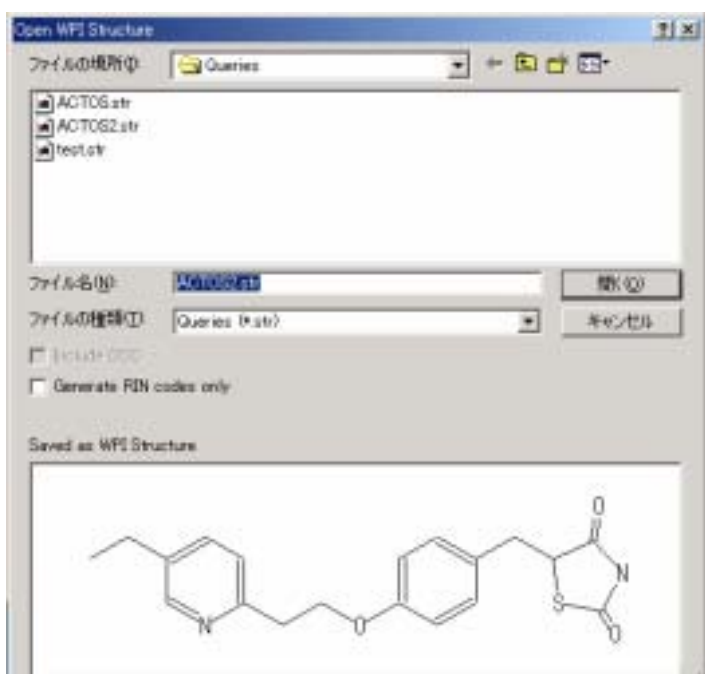 Open WPI Structure
ファイルの場所(I):
Queries
ACTOS.str
ACTOS2.str
test.str
ファイル名(N):
ACTOS2.str
開く(O)
ファイルの種類(T):
Queries (*.str)
キャンセル
Generate RIN codes only
Saved as WPI Structure
O
N
S
O
N
O